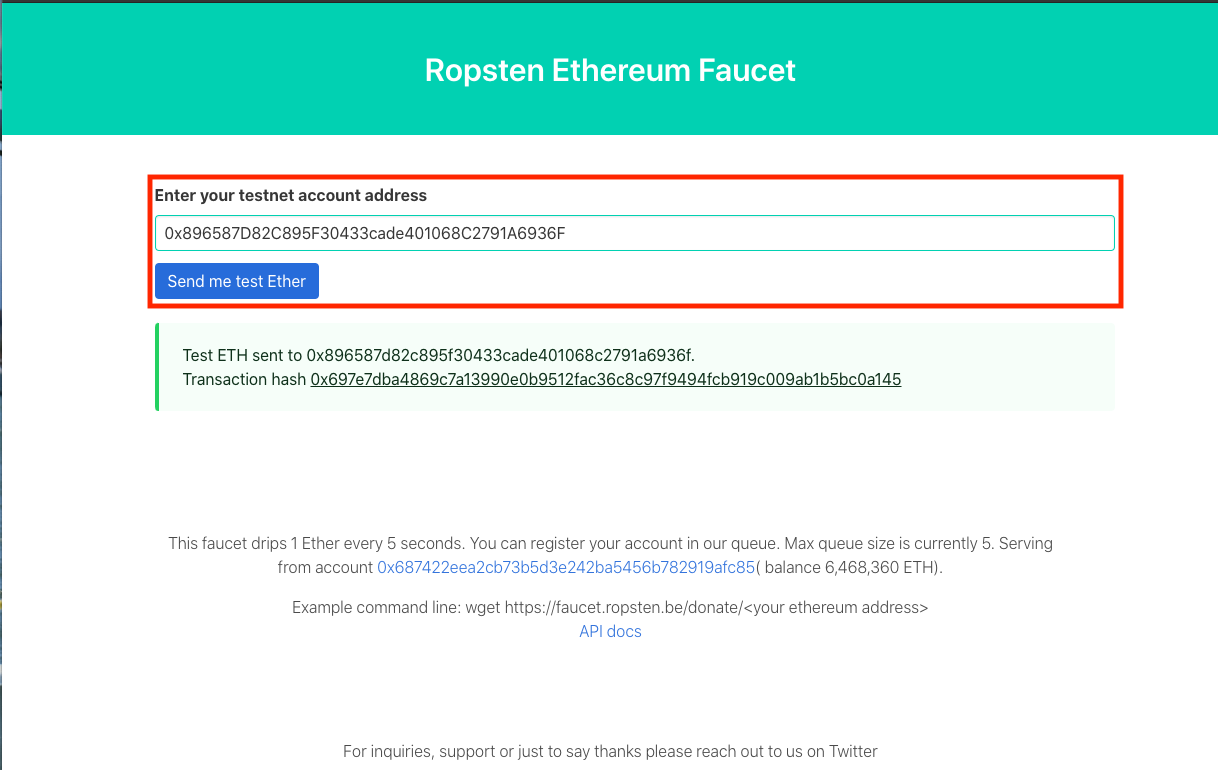 Ropsten Ethereum Faucet
Enter your testnet account address
0x896587D82C895F30433cade401068C2791A6936F
Send me test Ether
Test ETH sent to 0x896587d82c895f30433cade401068c2791a6936f.
Transaction hash 0x697e7dba4869c7a13990e0b9512fac36c8c97f9494fcb919c009ab1b5bc0a145
This faucet drips 1 Ether every 5 seconds. You can register your account in our queue. Max queue size is currently 5. Serving
from account 0x687422eea2cb73b5d3e242ba5456b782919afc85( balance 6,468,360 ETH).
Example command line: wget https://faucet.ropsten.be/donate/<your ethereum address>
API docs
For inquiries, support or just to say thanks please reach out to us on Twitter